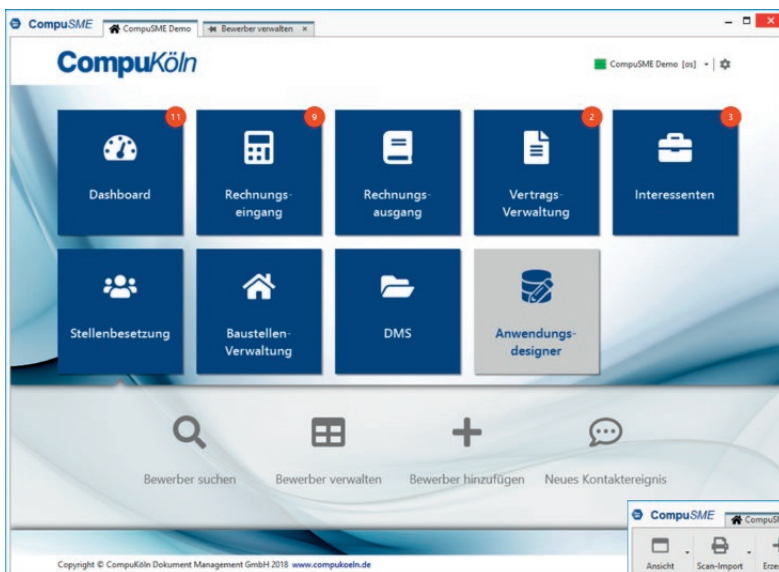 CompuSME
CompuSME Demo
Bewerber verwalten
CompuKöln
CompuSME Demo [os]
11
9
2
3
Dashboard
Rechnungs-
eingang
Rechnungs-
ausgang
Vertrags-
Verwaltung
Interessenten
Stellenbesetzung
Baustellen-
Verwaltung
DMS
Anwendungs-
designer
Bewerber suchen
Bewerber verwalten
Bewerber hinzufügen
Neues Kontaktereignis
Copyright © CompuKöln Dokument Management GmbH 2018 www.compukoeln.de
CompuSME
CompuSM
Ansicht
Scan-Import
Erzeu